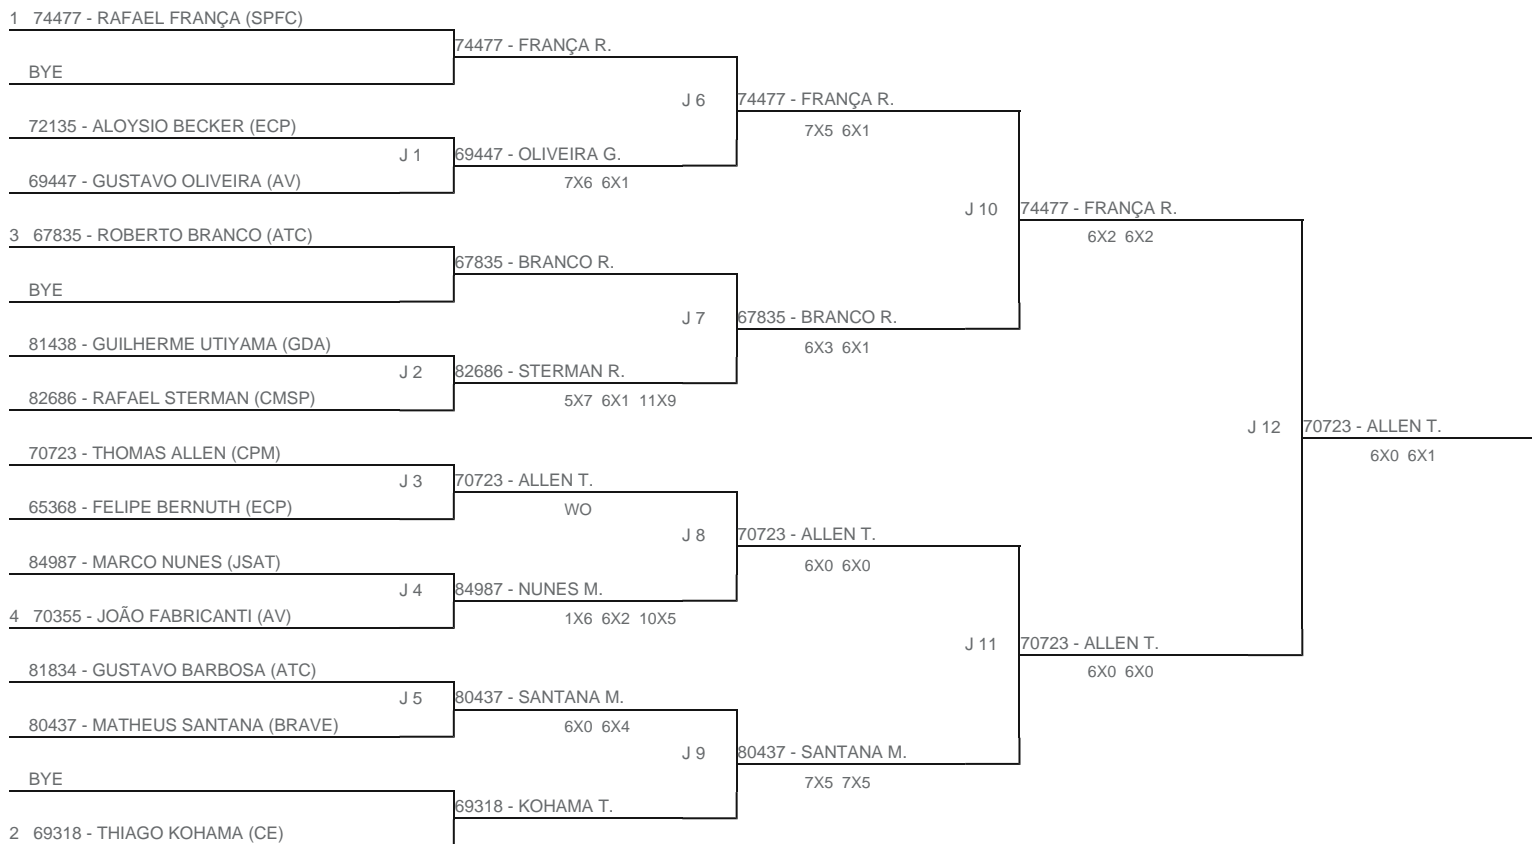 1 74477 - RAFAEL FRANÇA (SPFC)
74477 - FRANÇA R.
BYE
J 6
74477 - FRANÇA R.
7X5 6X1
72135 - ALOYSIO BECKER (ECP)
J 1
69447 - OLIVEIRA G.
7X6 6X1
69447 - GUSTAVO OLIVEIRA (AV)
J 10
74477 - FRANÇA R.
6X2 6X2
3 67835 - ROBERTO BRANCO (ATC)
67835 - BRANCO R.
BYE
J 7
67835 - BRANCO R.
6X3 6X1
81438 - GUILHERME UTIYAMA (GDA)
J 2
82686 - STERMAN R.
5X7 6X1 11X9
82686 - RAFAEL STERMAN (CMSP)
J 12
70723 - ALLEN T.
6X0 6X1
70723 - THOMAS ALLEN (CPM)
J 3
70723 - ALLEN T.
WO
65368 - FELIPE BERNUTH (ECP)
J 8
70723 - ALLEN T.
6X0 6X0
84987 - MARCO NUNES (JSAT)
J 4
84987 - NUNES M.
1X6 6X2 10X5
4 70355 - JOÃO FABRICANTI (AV)
J 11
70723 - ALLEN T.
6X0 6X0
81834 - GUSTAVO BARBOSA (ATC)
J 5
80437 - SANTANA M.
6X0 6X4
80437 - MATHEUS SANTANA (BRAVE)
J 9
80437 - SANTANA M.
7X5 7X5
BYE
69318 - KOHAMA T.
2 69318 - THIAGO KOHAMA (CE)